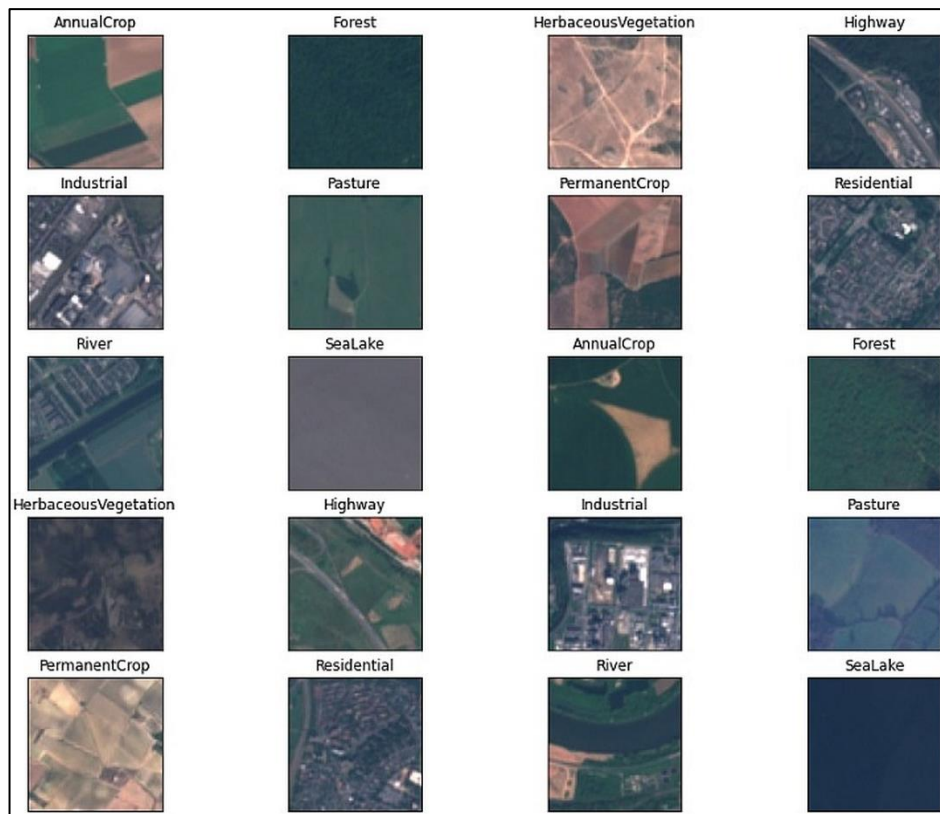 AnnualCrop
Forest
HerbaceousVegetation
Highway
Industrial
Pasture
PermanentCrop
Residential
River
SeaLake
AnnualCrop
Forest
HerbaceousVegetation
Highway
Industrial
Pasture
PermanentCrop
Residential
River
SeaLake